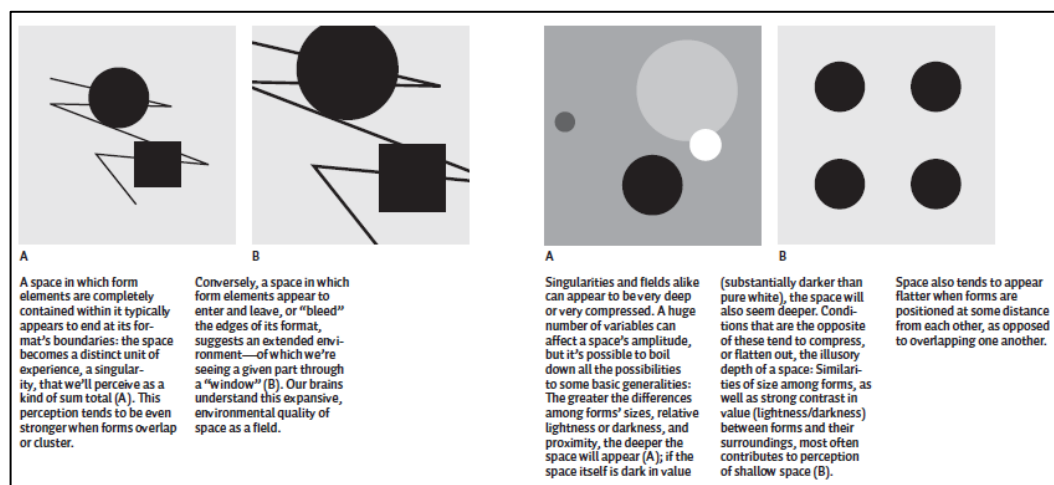 A
A space in which form
elements are completely
contained within it typically
appears to end at its for-
mat's boundaries: the space
becomes a distinct unit of
experience, a singular-
ity, that we'll perceive as a
kind of sum total (A). This
perception tends to be even
stronger when forms overlap
or cluster.
B
Conversely, a space in which
form elements appear to
enter and leave, or “bleed”
the edges of its format,
suggests an extended envi-
ronment—of which we're
seeing a given part through
a “window” (B). Our brains
understand this expansive,
environmental quality of
space as a field.
A
Singularities and fields alike
can appear to be very deep
or very compressed. A huge
number of variables can
affect a space's amplitude,
but it's possible to boil
down all the possibilities
to some basic generalities:
The greater the differences
among forms' sizes, relative
lightness or darkness, and
proximity, the deeper the
space will appear (A); if the
space itself is dark in value
(substantially darker than
pure white), the space will
also seem deeper. Condi-
tions that are the opposite
of these tend to compress,
or flatten out, the illusory
depth of a space: Similari-
ties of size among forms, as
well as strong contrast in
value (lightness/darkness)
between forms and their
surroundings, most often
contributes to perception
of shallow space (B).
B
Space also tends to appear
flatter when forms are
positioned at some distance
from each other, as opposed
to overlapping one another.